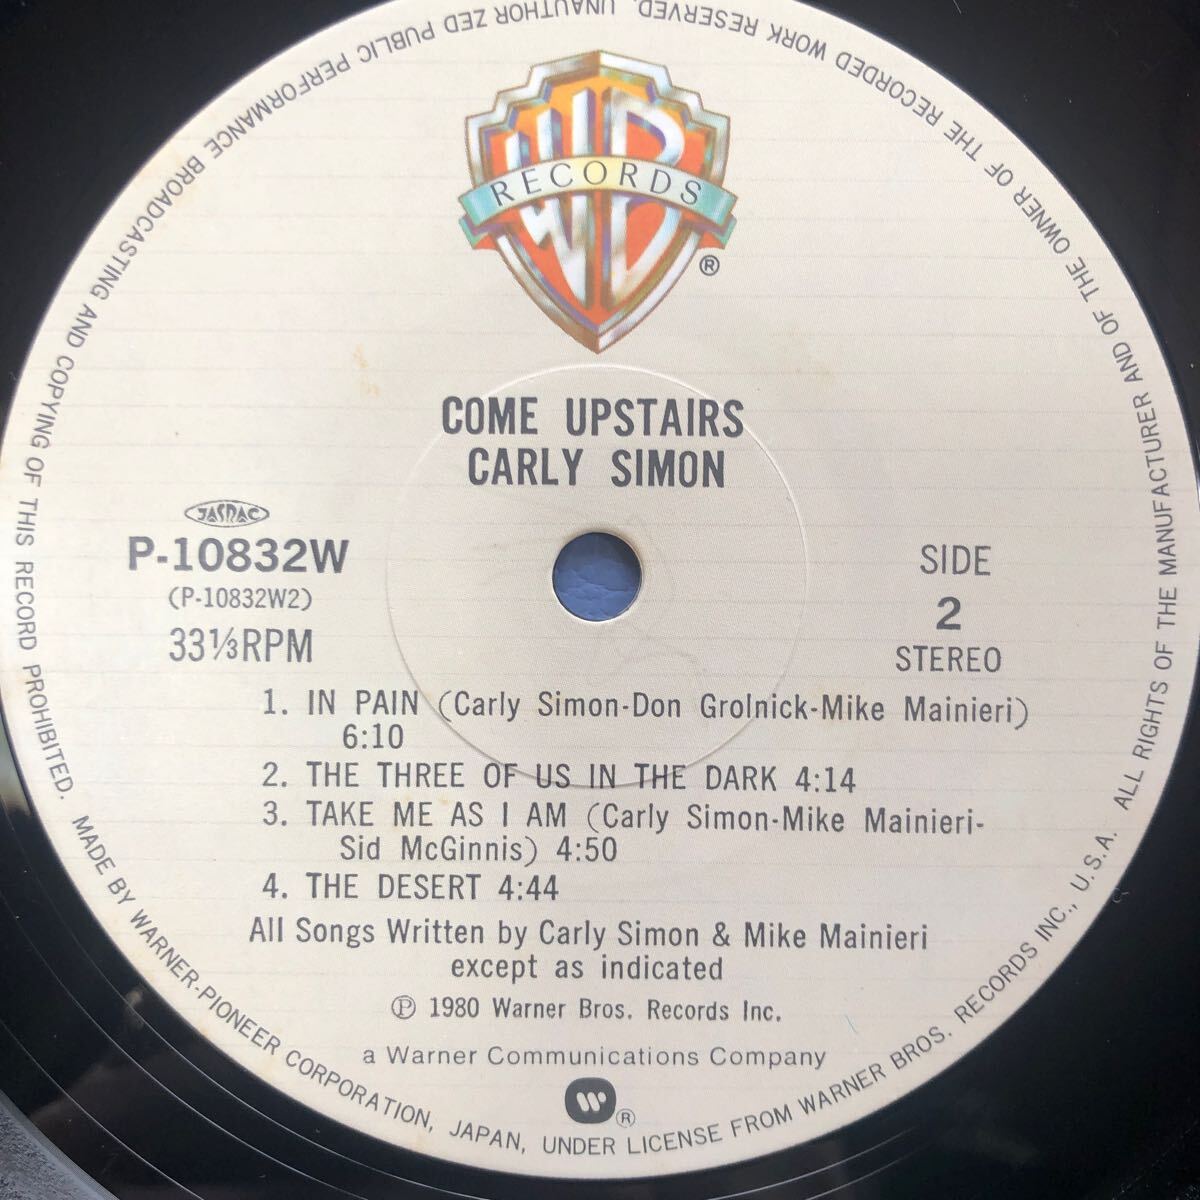 WB
RECORDS
®
COME UPSTAIRS
CARLY SIMON
JASRAC
P-10832W
(P-10832W2)
33⅓RPM
SIDE
2
STEREO
1. IN PAIN (Carly Simon-Don Grolnick-Mike Mainieri)
6:10
2. THE THREE OF US IN THE DARK 4:14
3. TAKE ME AS I AM (Carly Simon-Mike Mainieri-
Sid McGinnis) 4:50
4. THE DESERT 4:44
All Songs Written by Carly Simon & Mike Mainieri
except as indicated
Ⓟ 1980 Warner Bros. Records Inc.
a Warner Communications Company
®
MADE BY WARNER-PIONEER CORPORATION, JAPAN, UNDER LICENSE FROM WARNER BROS. RECORDS INC., U.S.A. ALL RIGHTS OF THE MANUFACTURER AND OF THE OWNER OF THE RECORDED WORK RESERVED. UNAUTHORIZED PUBLIC PERFORMANCE BROADCASTING AND COPYING OF THIS RECORD PROHIBITED.